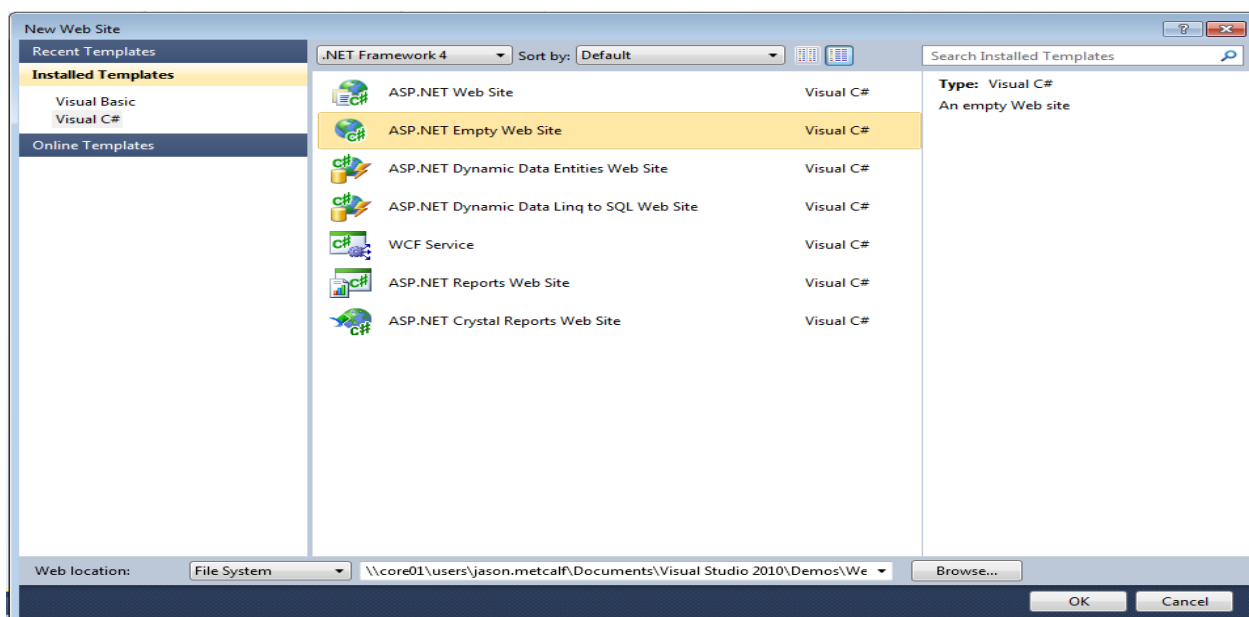 New Web Site
Recent Templates
Installed Templates
Visual Basic
Visual C#
Online Templates
.NET Framework 4 Sort by: Default
ASP.NET Web Site Visual C#
ASP.NET Empty Web Site Visual C#
ASP.NET Dynamic Data Entities Web Site Visual C#
ASP.NET Dynamic Data Linq to SQL Web Site Visual C#
WCF Service Visual C#
ASP.NET Reports Web Site Visual C#
ASP.NET Crystal Reports Web Site Visual C#
Search Installed Templates
Type: Visual C#
An empty Web site
Web location: File System \\core01\users\jason.metcalf\Documents\Visual Studio 2010\Demos\We Browse...
OK Cancel